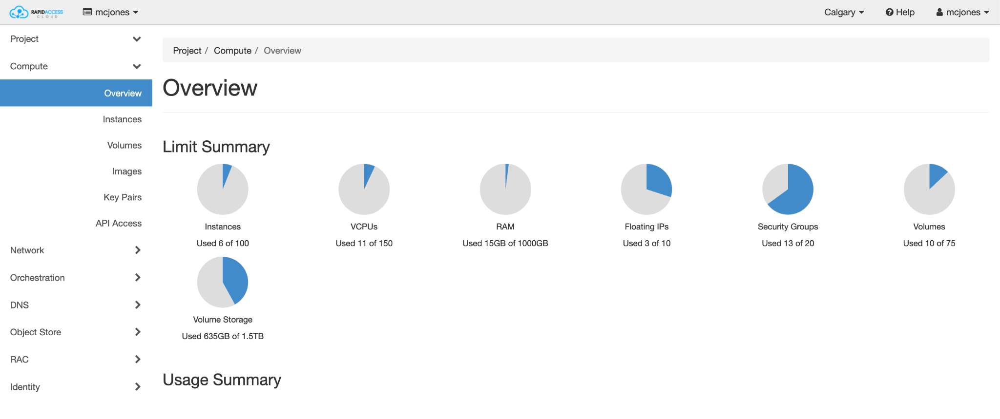 RAPIDACCESS
CLOUD
mcjones
Calgary
Help
mcjones
Project
Compute
Overview
Instances
Volumes
Images
Key Pairs
API Access
Network
Orchestration
DNS
Object Store
RAC
Identity
Project / Compute / Overview
Overview
Limit Summary
Instances
Used 6 of 100
VCPUs
Used 11 of 150
RAM
Used 15GB of 1000GB
Floating IPs
Used 3 of 10
Security Groups
Used 13 of 20
Volumes
Used 10 of 75
Volume Storage
Used 635GB of 1.5TB
Usage Summary